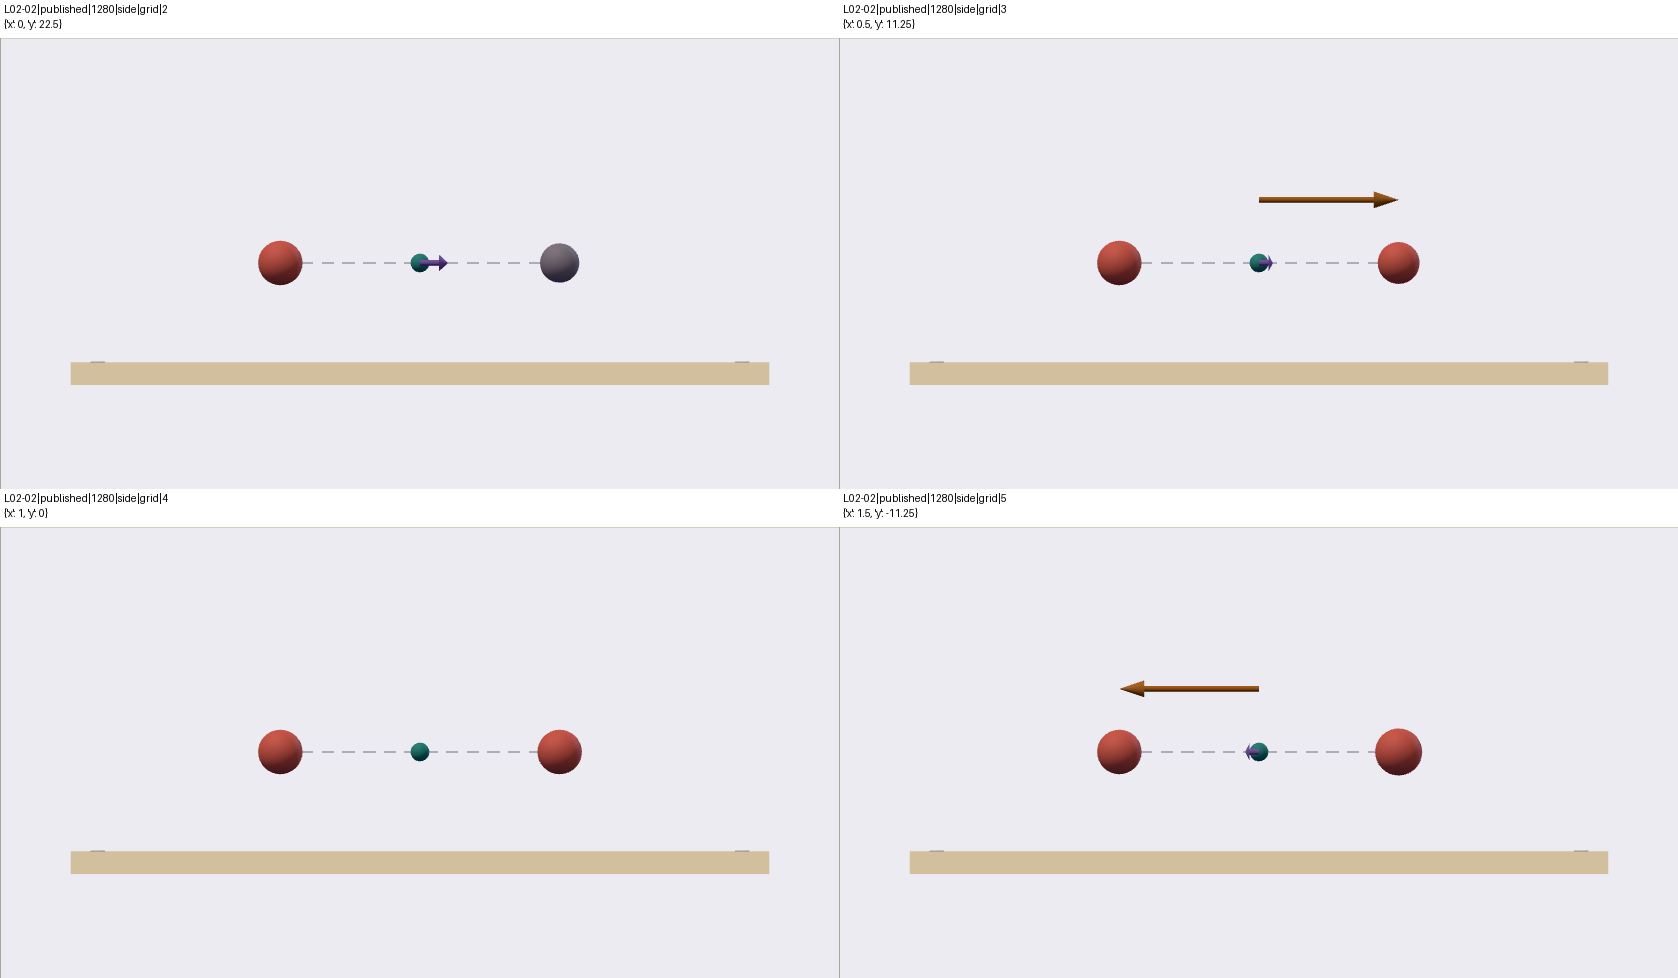 L02-02|published|1280|side|grid|2
{'x': 0, 'y': 22.5}
L02-02|published|1280|side|grid|3
{'x': 0.5, 'y': 11.25}
L02-02|published|1280|side|grid|4
{'x': 1, 'y': 0}
L02-02|published|1280|side|grid|5
{'x': 1.5, 'y': -11.25}